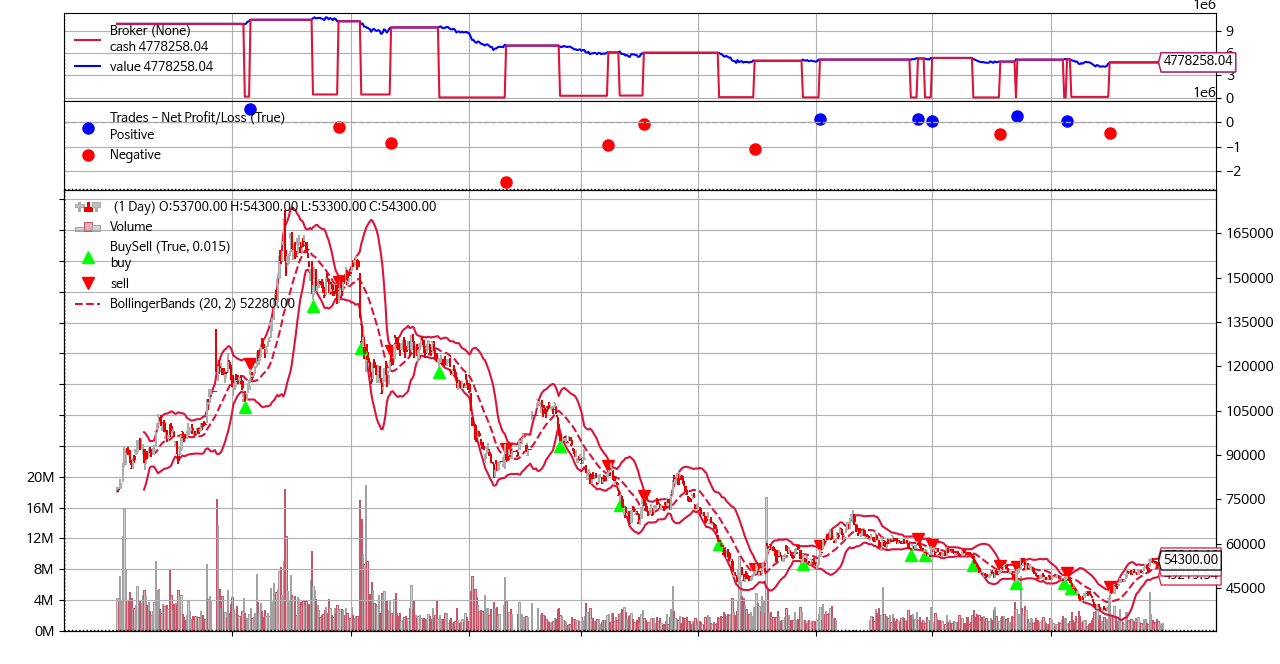 1e6
Broker (None)
cash 4778258.04
value 4778258.04
9
6
4778258.04
3
1e6
0
Trades - Net Profit/Loss (True)
Positive
Negative
0
−1
−2
(1 Day) O:53700.00 H:54300.00 L:53300.00 C:54300.00
Volume
BuySell (True, 0.015)
buy
sell
BollingerBands (20, 2) 52280.00
165000
150000
135000
120000
105000
90000
75000
60000
54300.00
45000
20M
16M
12M
8M
4M
0M